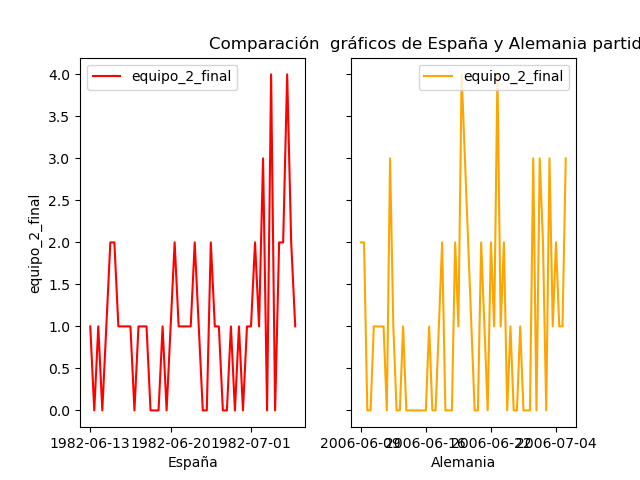 Comparación  gráficos de España y Alemania partid
equipo_2_final
equipo_2_final
equipo_2_final
4.0
3.5
3.0
2.5
2.0
1.5
1.0
0.5
0.0
1982-06-13 1982-06-20 1982-07-01
2006-06-09 2006-06-16 2006-06-22 2006-07-04
España
Alemania